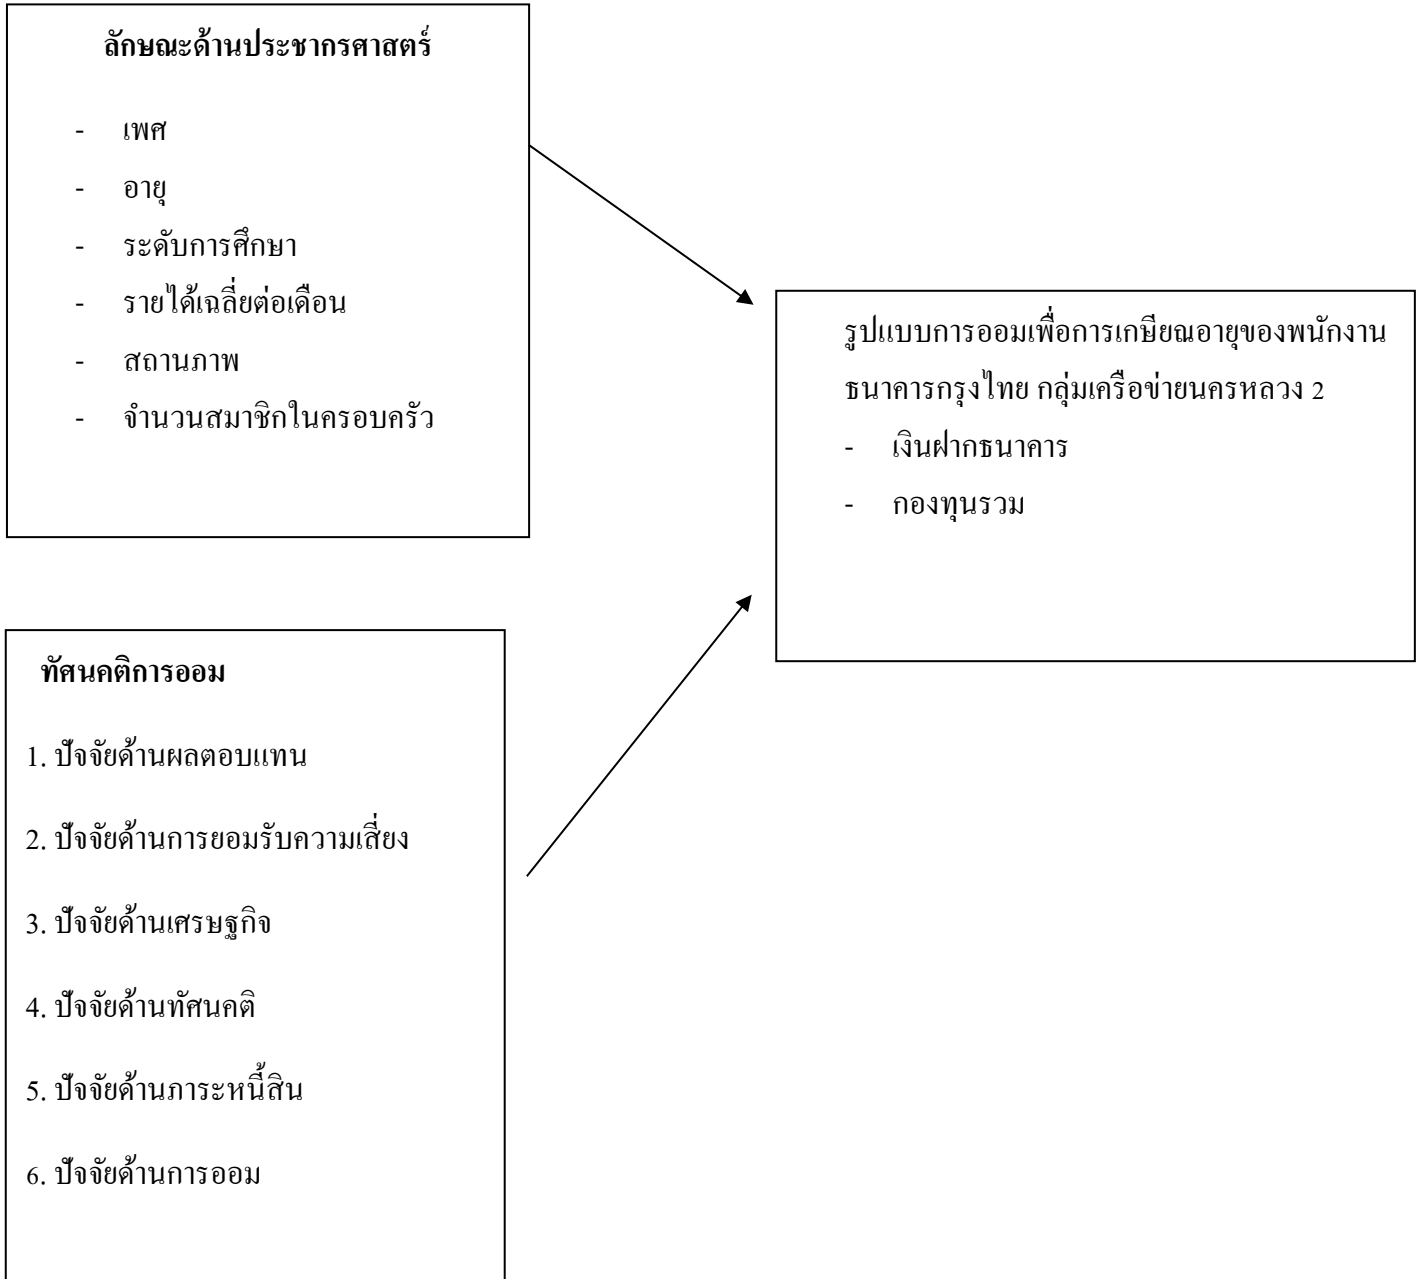 ลักษณะด้านประชากรศาสตร์
- เพศ
- อายุ
- ระดับการศึกษา
- รายได้เฉลี่ยต่อเดือน
- สถานภาพ
- จำนวนสมาชิกในครอบครัว
รูปแบบการออมเพื่อการเกษียณอายุของพนักงาน
ธนาคารกรุงไทย กลุ่มเครือข่ายนครหลวง 2
- เงินฝากธนาคาร
- กองทุนรวม
ทัศนคติการออม
1. ปัจจัยด้านผลตอบแทน
2. ปัจจัยด้านการยอมรับความเสี่ยง
3. ปัจจัยด้านเศรษฐกิจ
4. ปัจจัยด้านทัศนคติ
5. ปัจจัยด้านภาระหนี้สิน
6. ปัจจัยด้านการออม